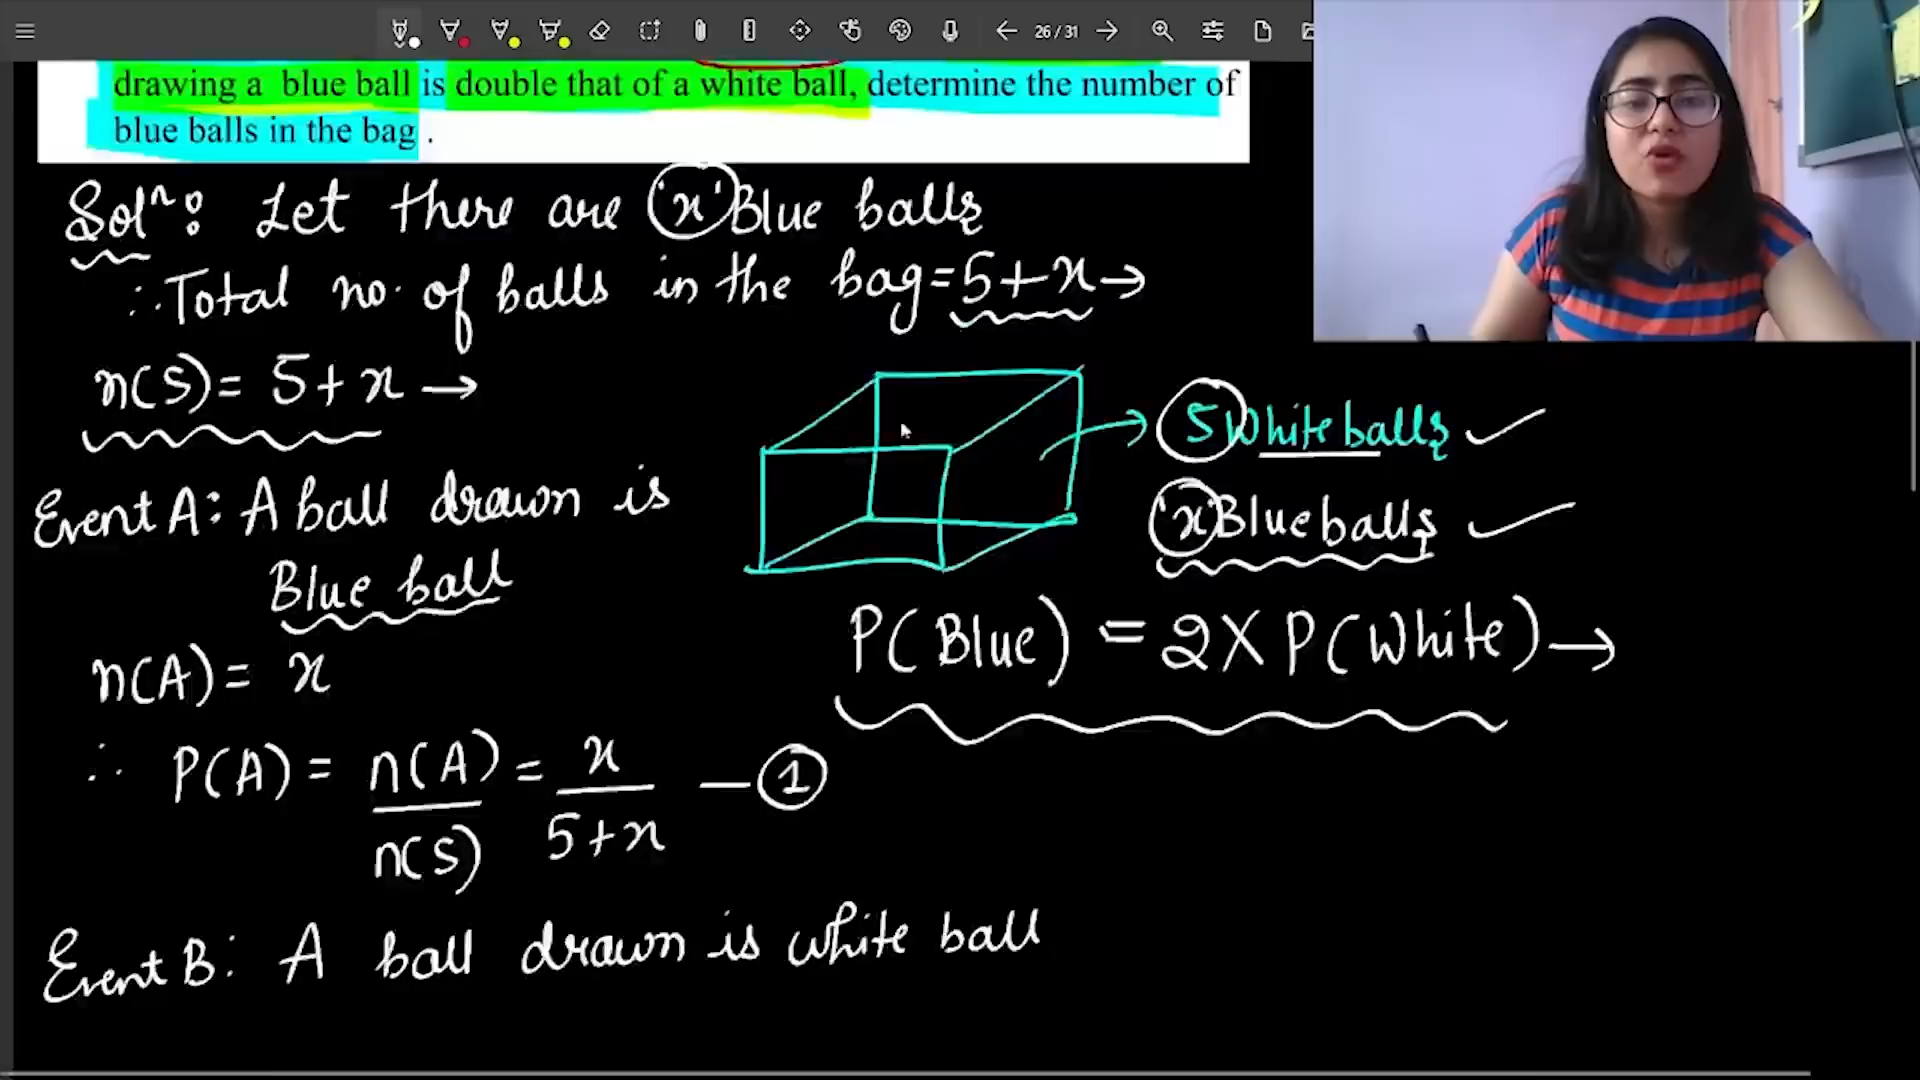 26/31
drawing a blue ball is double that of a white ball, determine the number of
blue balls in the bag .
Solⁿ: Let there are 'x' Blue balls
∴ Total no. of balls in the bag = 5+x →
n(S) = 5+x →
5 White balls ✓
'x' Blue balls ✓
Event A: A ball drawn is
Blue ball
P(Blue) = 2 X P(White) →
n(A) = x
∴ P(A) = n(A)/n(S) = x/5+x — ①
Event B: A ball drawn is white ball